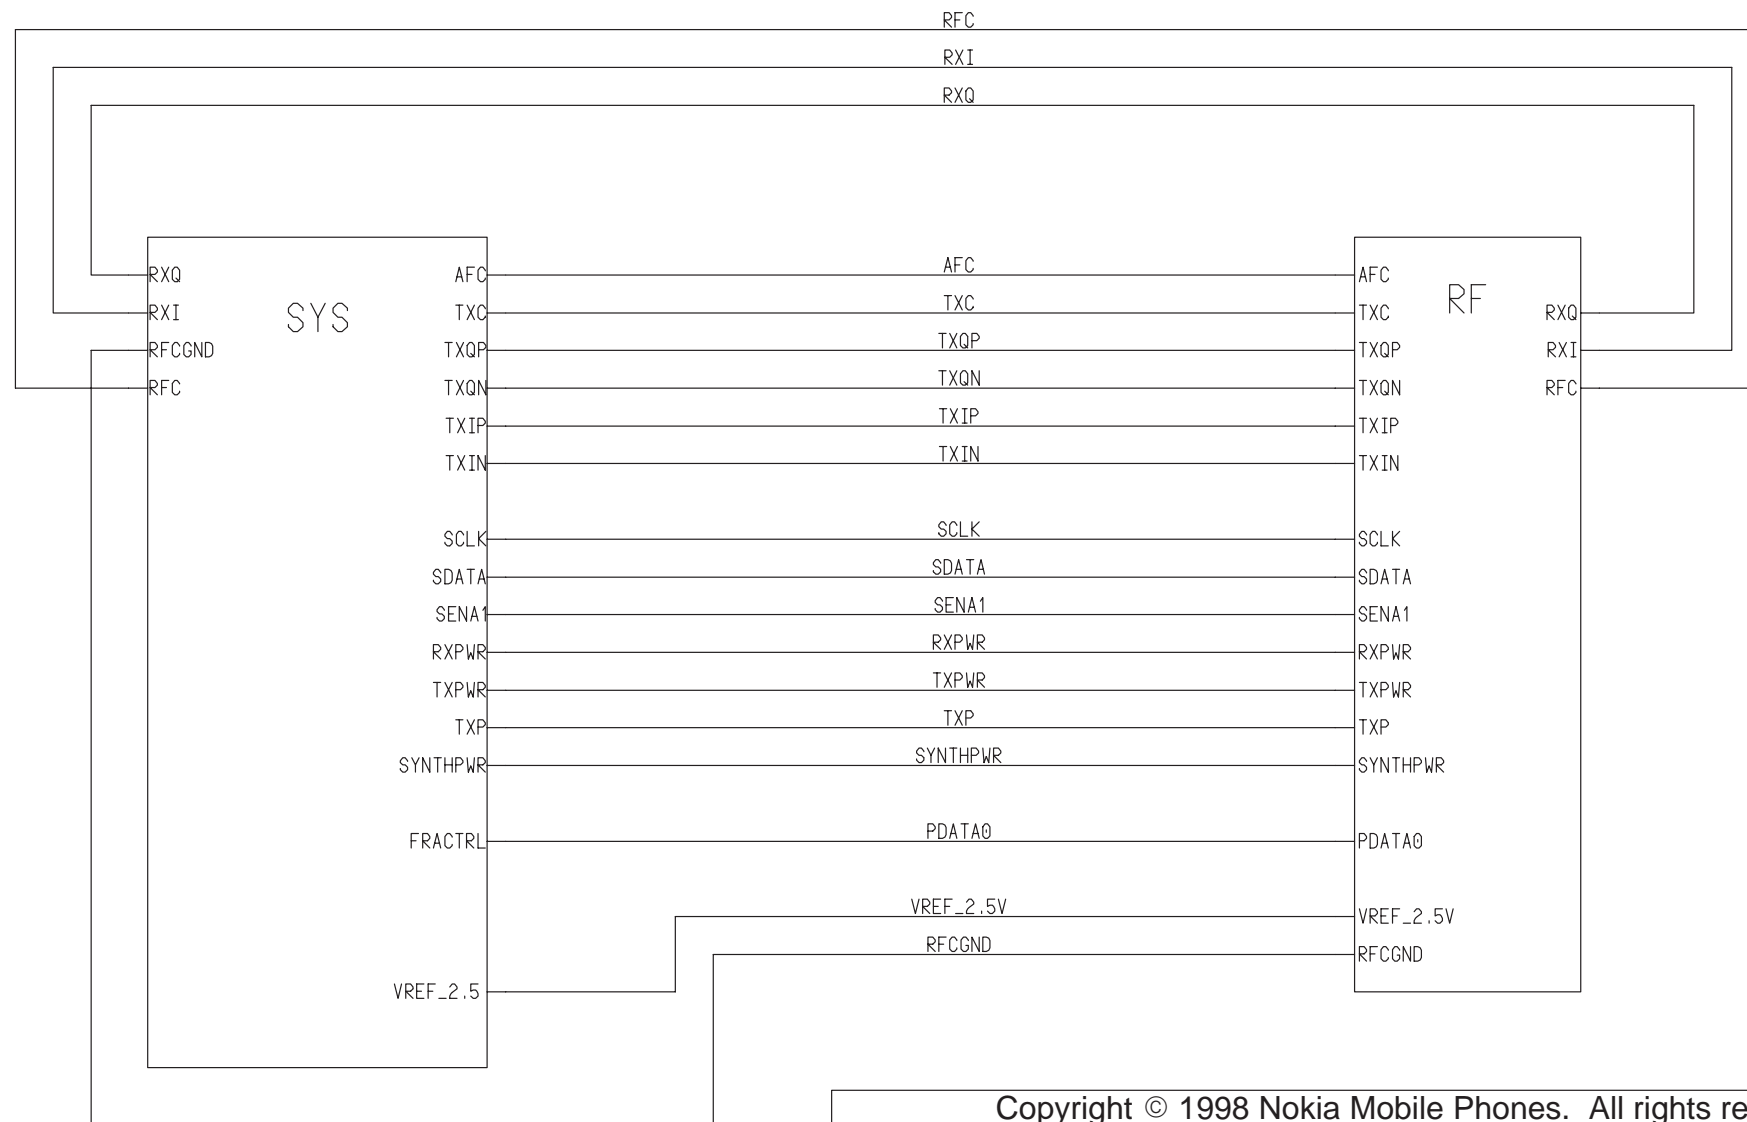 RFC
RXI
RXQ
RXQ AFC AFC AFC
RXI SYS TXC TXC TXC RF RXQ
RFCGND TXQP TXQP TXQP RXI
RFC TXQN TXQN TXQN RFC
TXIP TXIP TXIP
TXIN TXIN TXIN
SCLK SCLK SCLK
SDATA SDATA SDATA
SENA1 SENA1 SENA1
RXPWR RXPWR RXPWR
TXPWR TXPWR TXPWR
TXP TXP TXP
SYNTHPWR SYNTHPWR SYNTHPWR
FRACTRL PDATA0 PDATA0
VREF_2.5V VREF_2.5V
RFCGND RFCGND
VREF_2.5
Copyright © 1998 Nokia Mobile Phones. All rights re